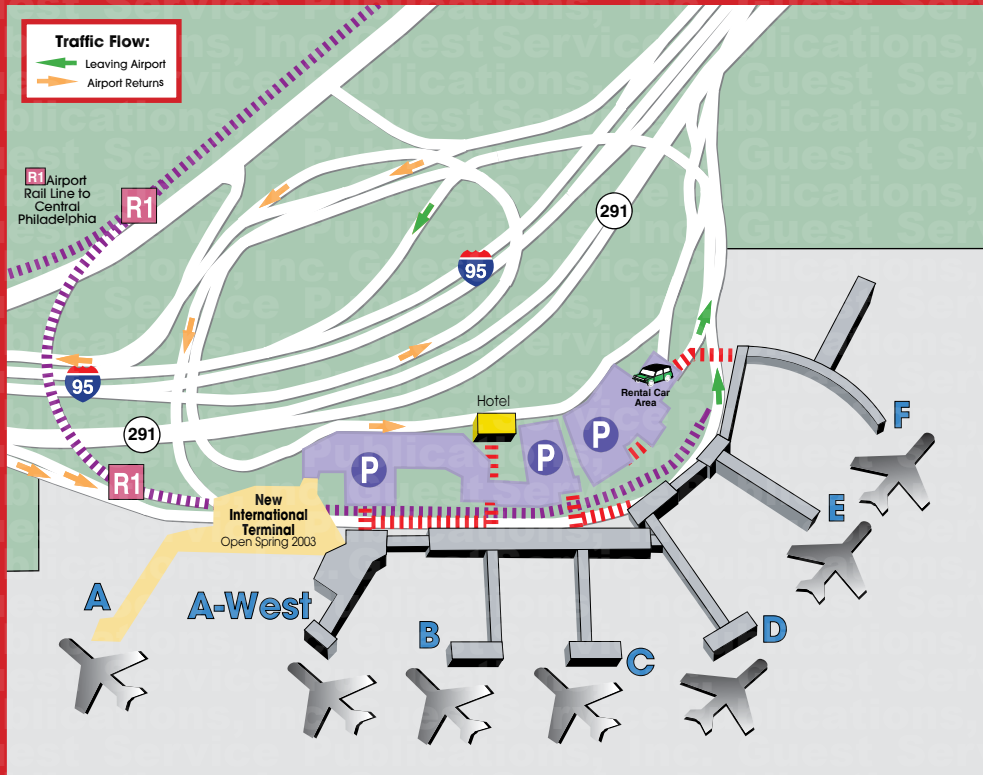 Traffic Flow:
Leaving Airport
Airport Returns
R1 Airport
Rail Line to
Central
Philadelphia
R1
291
95
95
291
R1
Hotel
Rental Car
Area
P
P
P
New
International
Terminal
Open Spring 2003
A
A-West
B
C
D
E
F